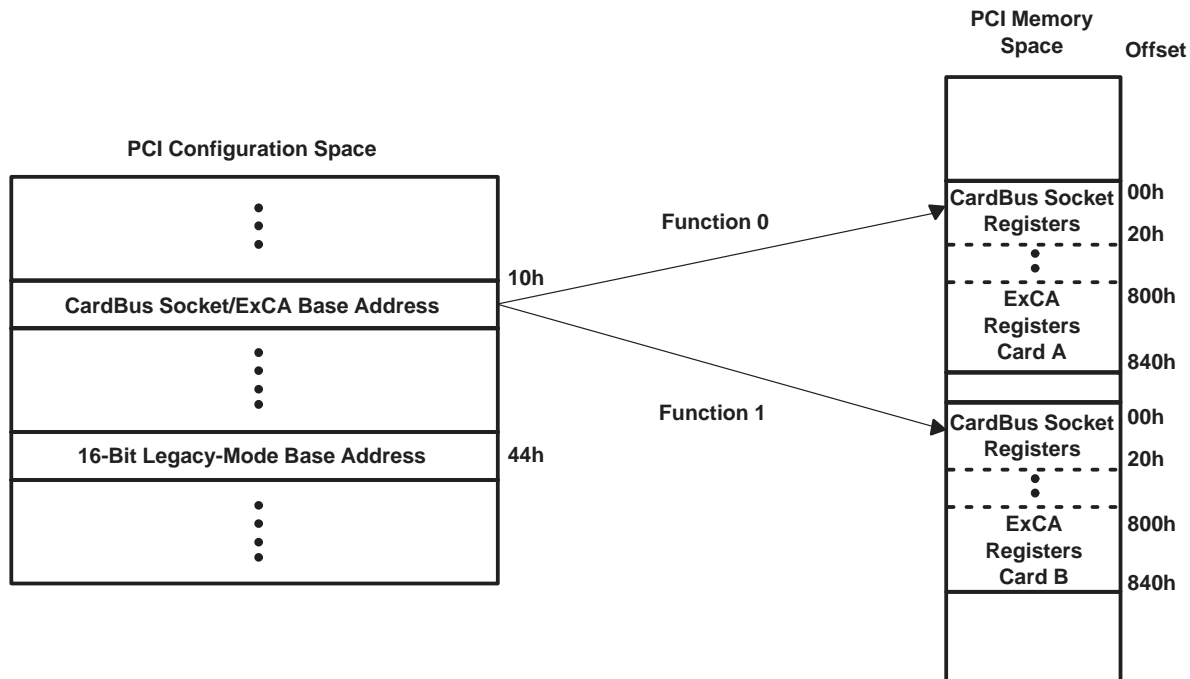 PCI Memory
Space
Offset
PCI Configuration Space
10h
CardBus Socket/ExCA Base Address
16-Bit Legacy-Mode Base Address
44h
Function 0
Function 1
CardBus Socket
Registers
00h
20h
ExCA
Registers
Card A
800h
840h
CardBus Socket
Registers
00h
20h
ExCA
Registers
Card B
800h
840h